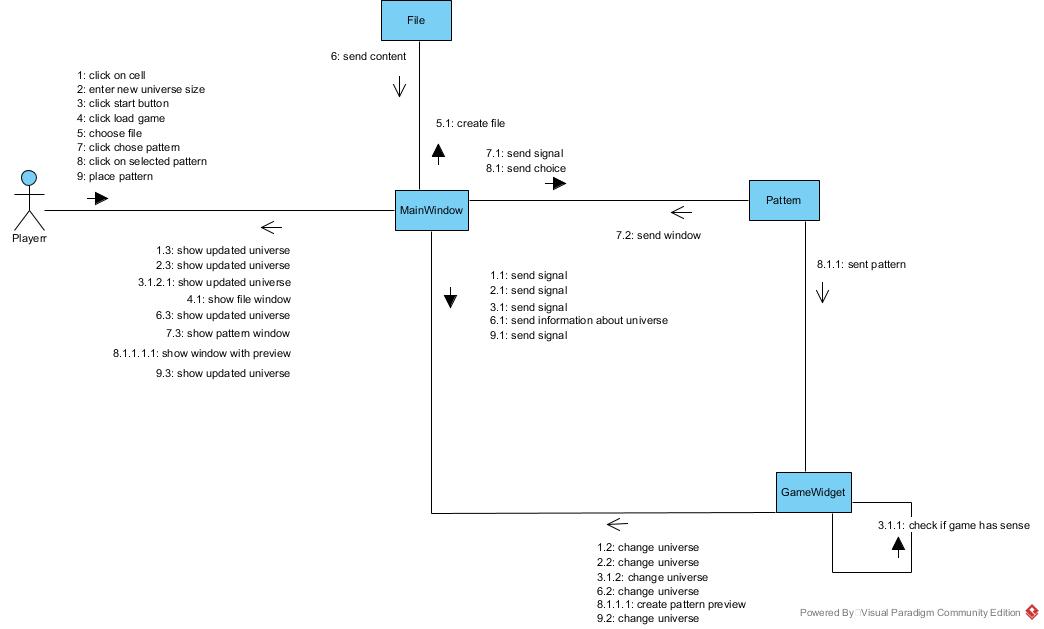 File
6: send content
1: click on cell
2: enter new universe size
3: click start button
4: click load game
5: choose file
7: click chose pattern
8: click on selected pattern
9: place pattern
5.1: create file
7.1: send signal
8.1: send choice
MainWindow
Pattern
Playerr
7.2: send window
1.3: show updated universe
2.3: show updated universe
3.1.2.1: show updated universe
4.1: show file window
6.3: show updated universe
7.3: show pattern window
8.1.1.1.1: show window with preview
9.3: show updated universe
1.1: send signal
2.1: send signal
3.1: send signal
6.1: send information about universe
9.1: send signal
8.1.1: sent pattern
GameWidget
3.1.1: check if game has sense
1.2: change universe
2.2: change universe
3.1.2: change universe
6.2: change universe
8.1.1.1: create pattern preview
9.2: change universe
Powered By Visual Paradigm Community Edition